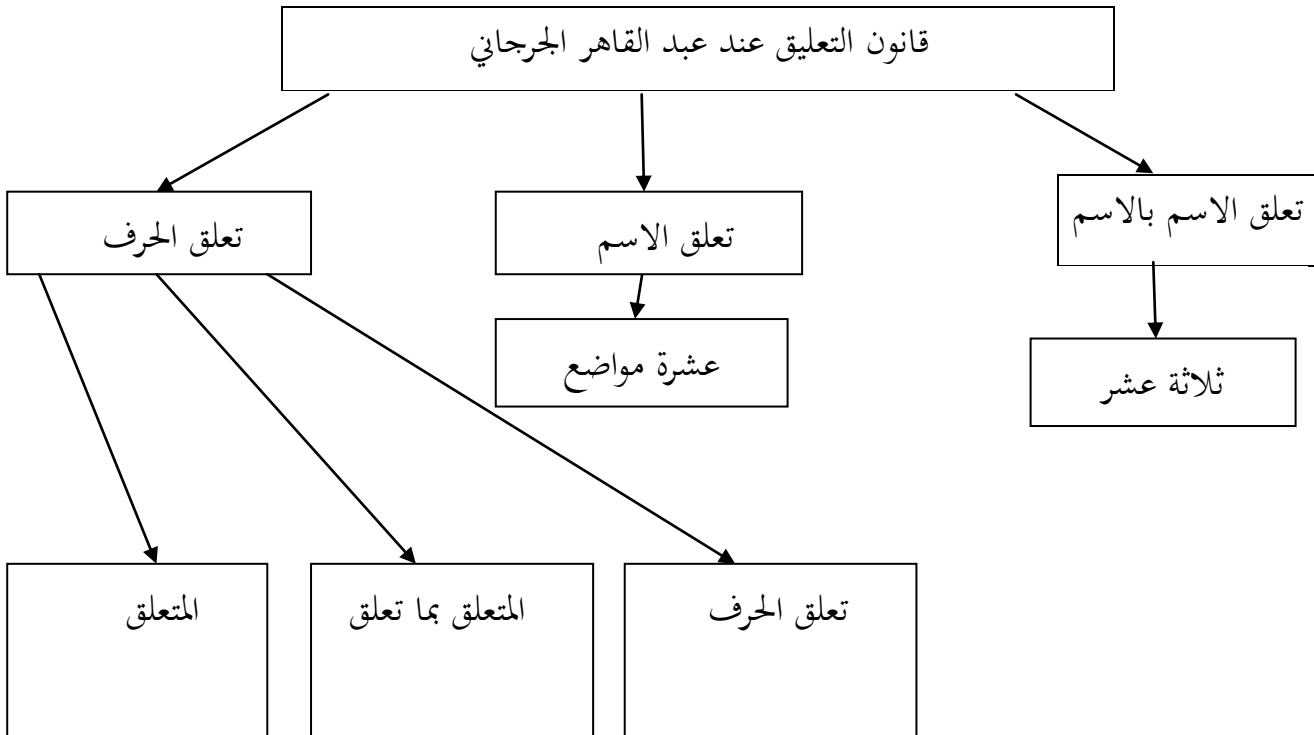 قانون التعليق عند عبد القاهر الجرجاني
تعلق الاسم بالاسم
تعلق الاسم
تعلق الحرف
ثلاثة عشر
عشرة مواضع
تعلق الحرف
المتعلق بما تعلق
المتعلق